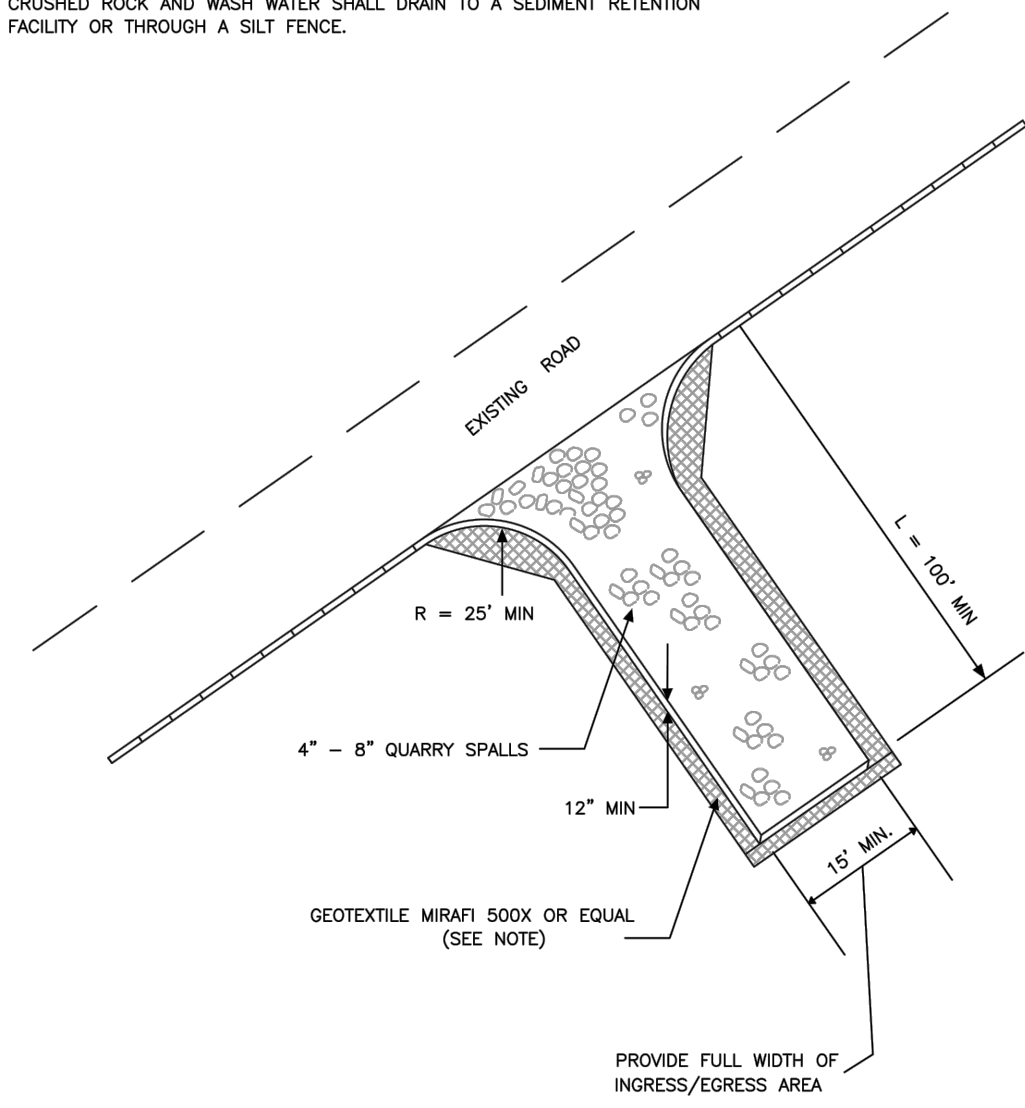 CRUSHED ROCK AND WASH WATER SHALL DRAIN TO A SEDIMENT RETENTION
FACILITY OR THROUGH A SILT FENCE.
EXISTING ROAD
R = 25' MIN
L = 100' MIN
4" – 8" QUARRY SPALLS
12" MIN
15' MIN.
GEOTEXTILE MIRAFI 500X OR EQUAL
(SEE NOTE)
PROVIDE FULL WIDTH OF
INGRESS/EGRESS AREA